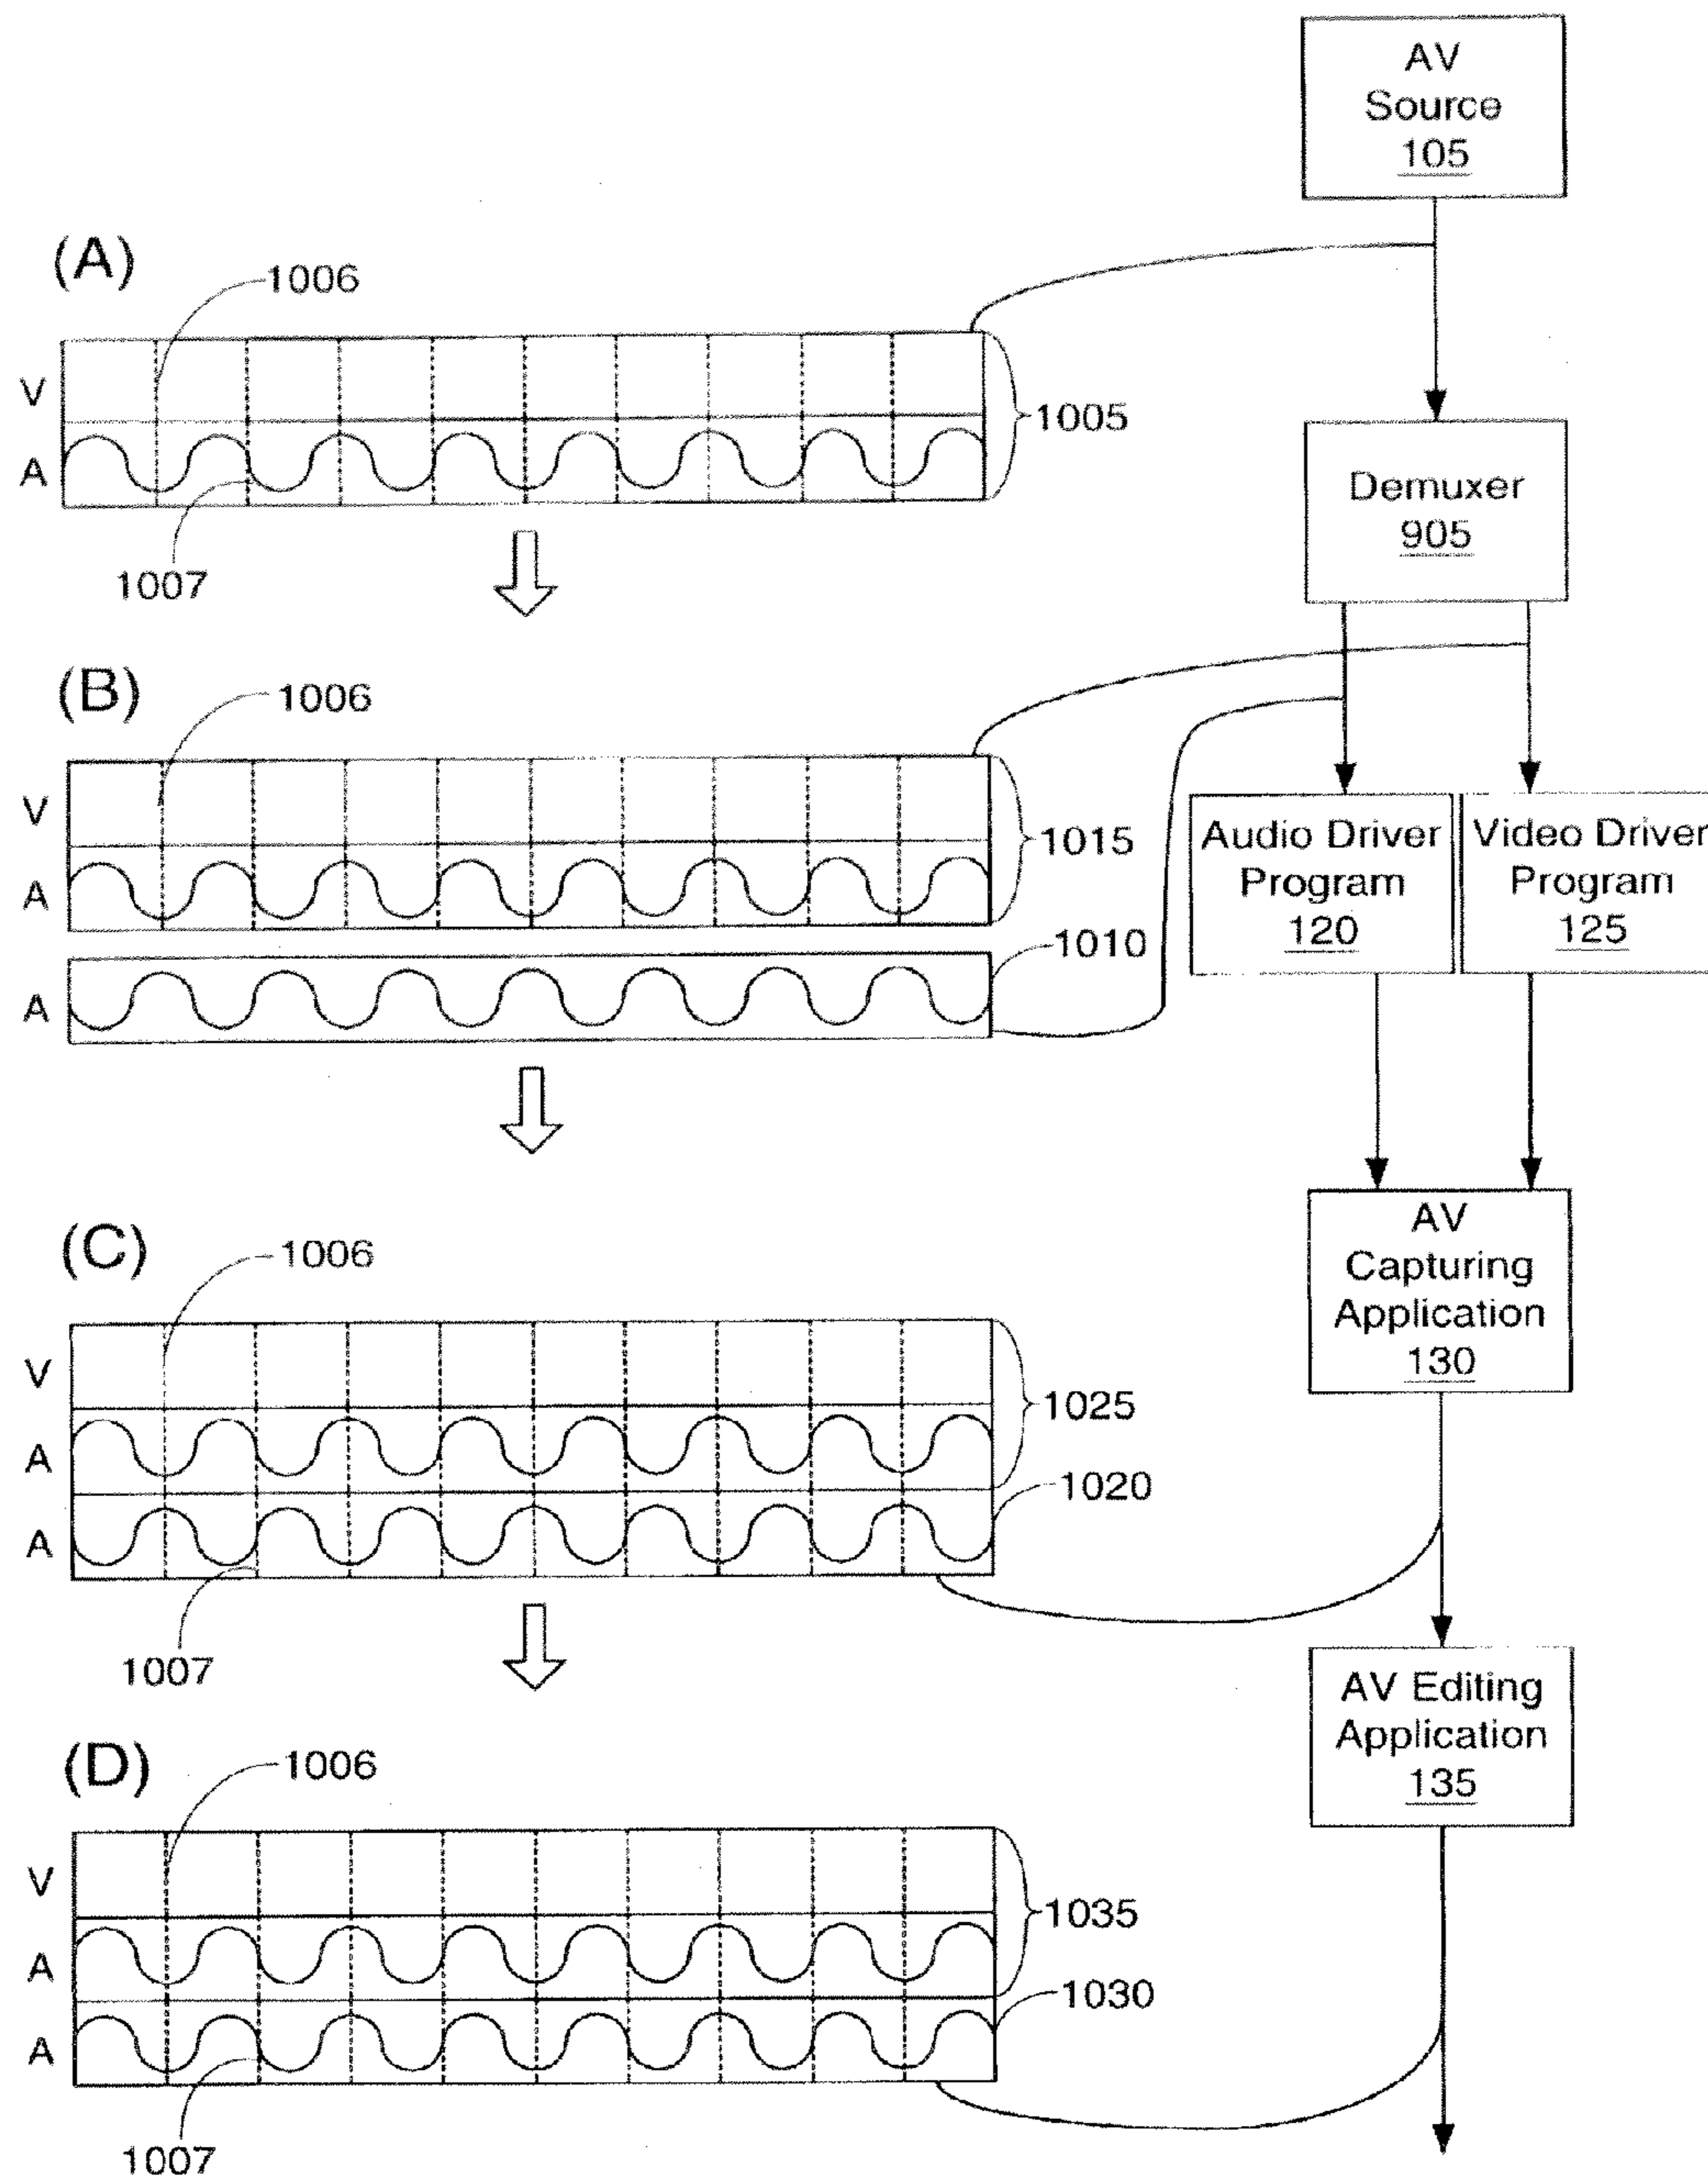 AV
Source
105
(A)
1006
V
A
1005
1007
Demuxer
905
(B)
1006
V
A
1015
A
1010
Audio Driver
Program
120
Video Driver
Program
125
(C)
1006
V
A
1025
A
1020
1007
AV
Capturing
Application
130
(D)
1006
V
A
1035
A
1030
1007
AV Editing
Application
135